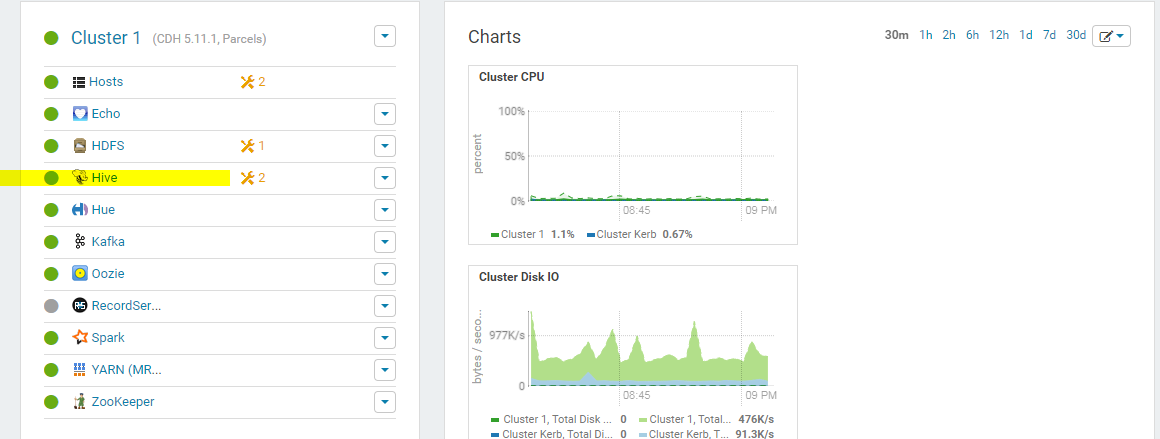 Cluster 1 (CDH 5.11.1, Parcels)
Hosts 2
Echo
HDFS 1
Hive 2
Hue
Kafka
Oozie
RecordSer...
Spark
YARN (MR...
ZooKeeper
Charts
30m 1h 2h 6h 12h 1d 7d 30d
Cluster CPU
percent
100%
50%
0%
08:45 09 PM
Cluster 1 1.1% Cluster Kerb 0.67%
Cluster Disk IO
bytes / seco...
977K/s
0
08:45 09 PM
Cluster 1, Total Disk ... 0 Cluster 1, Total... 476K/s
Cluster Kerb, Total Di... 0 Cluster Kerb, T... 91.3K/s